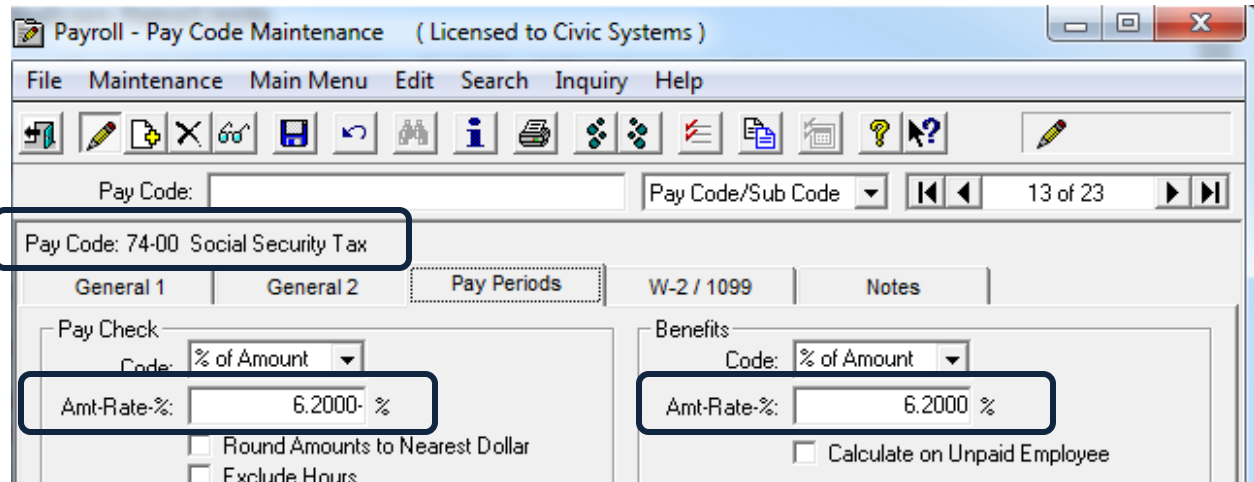 Payroll - Pay Code Maintenance ( Licensed to Civic Systems )
File Maintenance Main Menu Edit Search Inquiry Help
Pay Code: Pay Code/Sub Code 13 of 23
Pay Code: 74-00 Social Security Tax
General 1 General 2 Pay Periods W-2 / 1099 Notes
Pay Check Benefits
Code: % of Amount Code: % of Amount
Amt-Rate-%: 6.2000- % Amt-Rate-%: 6.2000 %
Round Amounts to Nearest Dollar Calculate on Unpaid Employee
Exclude Hours